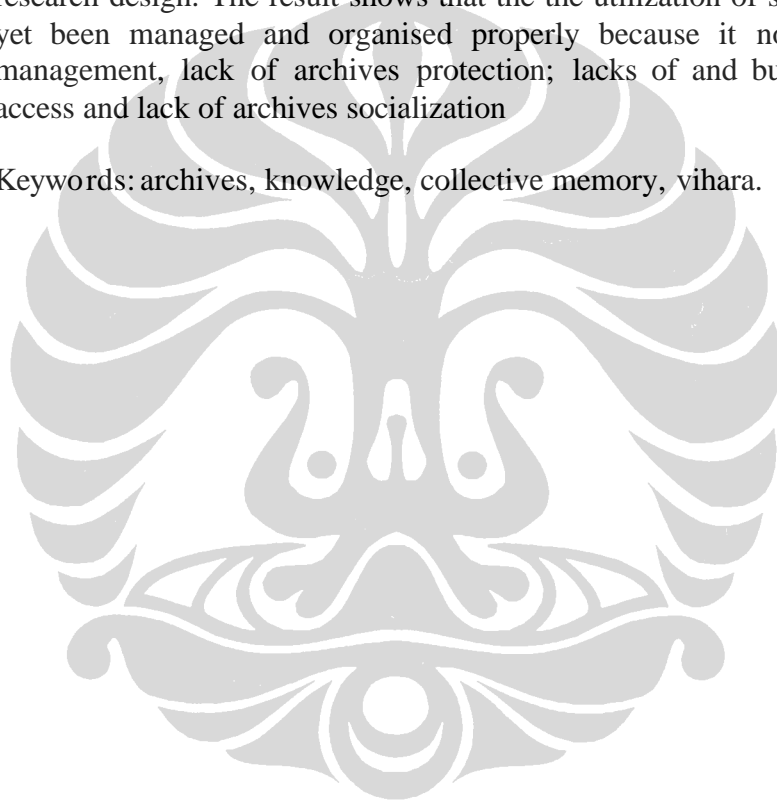 research design. The result shows that the the utilization of s
yet been managed and organised properly because it no
management, lack of archives protection; lacks of and bu
access and lack of archives socialization
Keywords: archives, knowledge, collective memory, vihara.